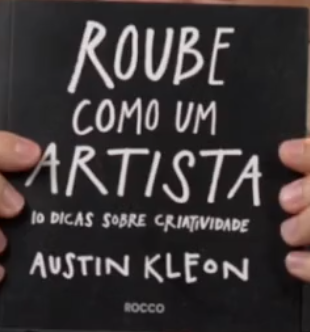 ROUBE
COMO UM
ARTISTA
10 DICAS SOBRE CRIATIVIDADE
AUSTIN KLEON
ROCCO